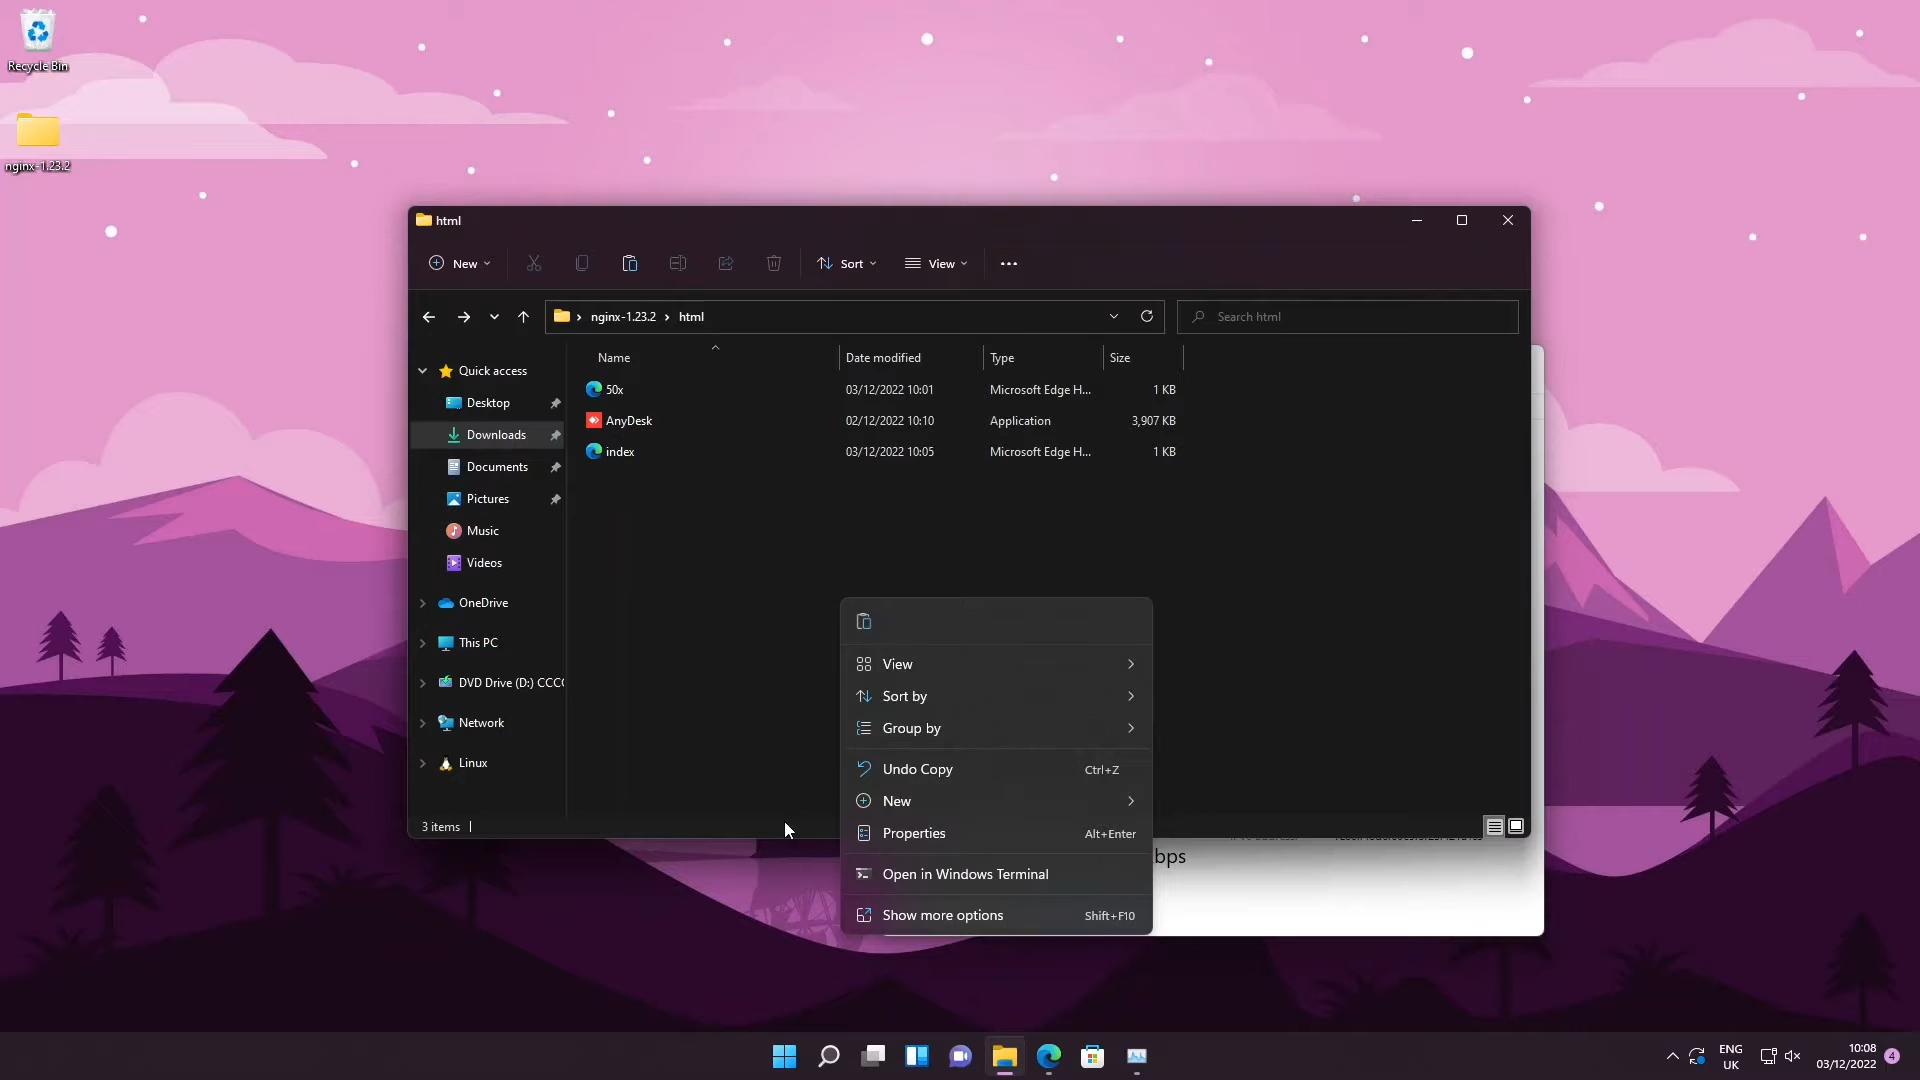 Recycle Bin
nginx-1.23.2
html
New
Sort
View
nginx-1.23.2 > html
Search html
Name Date modified Type Size
50x 03/12/2022 10:01 Microsoft Edge H... 1 KB
AnyDesk 02/12/2022 10:10 Application 3,907 KB
index 03/12/2022 10:05 Microsoft Edge H... 1 KB
Quick access
Desktop
Downloads
Documents
Pictures
Music
Videos
OneDrive
This PC
DVD Drive (D:) CCC
Network
Linux
3 items
View
Sort by
Group by
Undo Copy Ctrl+Z
New
Properties Alt+Enter
Open in Windows Terminal
Show more options Shift+F10
bps
ENG
UK
10:08
03/12/2022
4